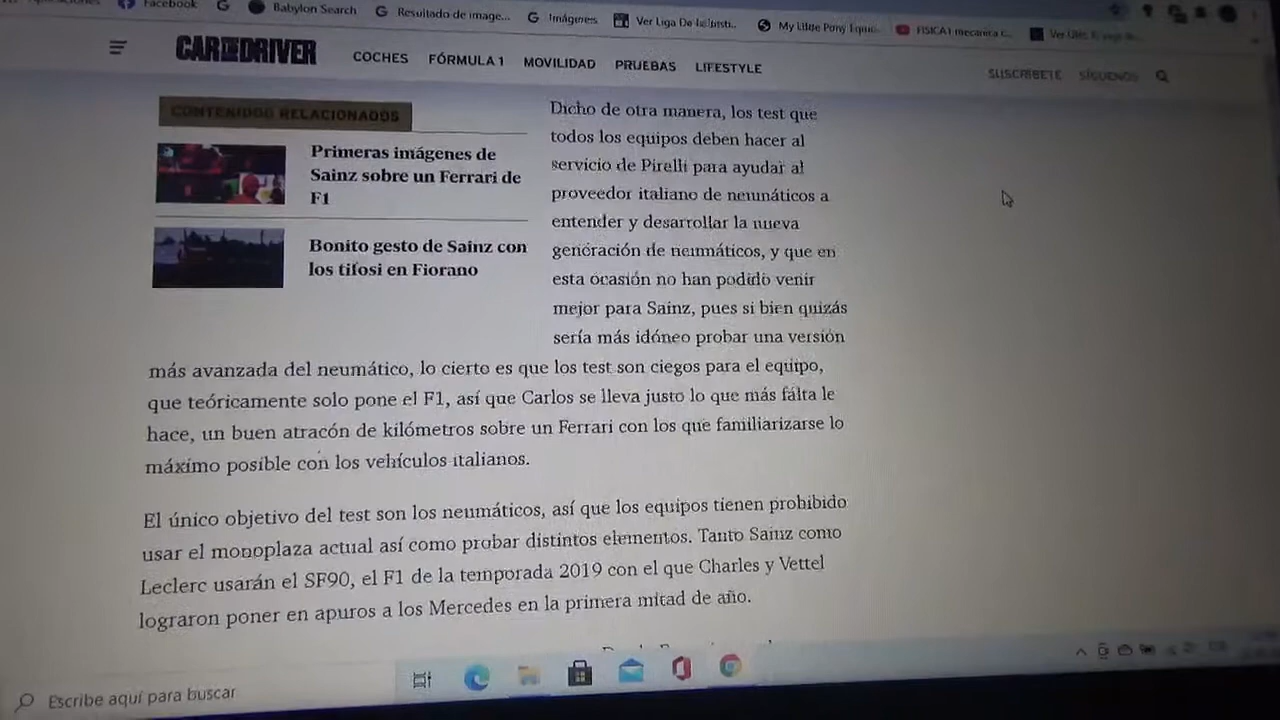 Facebook
Babylon Search
Resultado de image...
Imágenes
My Little Pony Equc...
CAR AND DRIVER
COCHES
FÓRMULA 1
MOVILIDAD
PRUEBAS
LIFESTYLE
SUSCRÍBETE
SÍGUENOS
CONTENIDOS RELACIONADOS
Primeras imágenes de
Sainz sobre un Ferrari de
F1
Bonito gesto de Sainz con
los tifosi en Fiorano
Dicho de otra manera, los test que
todos los equipos deben hacer al
servicio de Pirelli para ayudar al
proveedor italiano de neumáticos a
entender y desarrollar la nueva
generación de neumáticos, y que en
esta ocasión no han podido venir
mejor para Sainz, pues si bien quizás
sería más idóneo probar una versión
más avanzada del neumático, lo cierto es que los test son ciegos para el equipo,
que teóricamente solo pone el F1, así que Carlos se lleva justo lo que más falta le
hace, un buen atracón de kilómetros sobre un Ferrari con los que familiarizarse lo
máximo posible con los vehículos italianos.
El único objetivo del test son los neumáticos, así que los equipos tienen prohibido
usar el monoplaza actual así como probar distintos elementos. Tanto Sainz como
Leclerc usarán el SF90, el F1 de la temporada 2019 con el que Charles y Vettel
lograron poner en apuros a los Mercedes en la primera mitad de año.
Escribe aquí para buscar